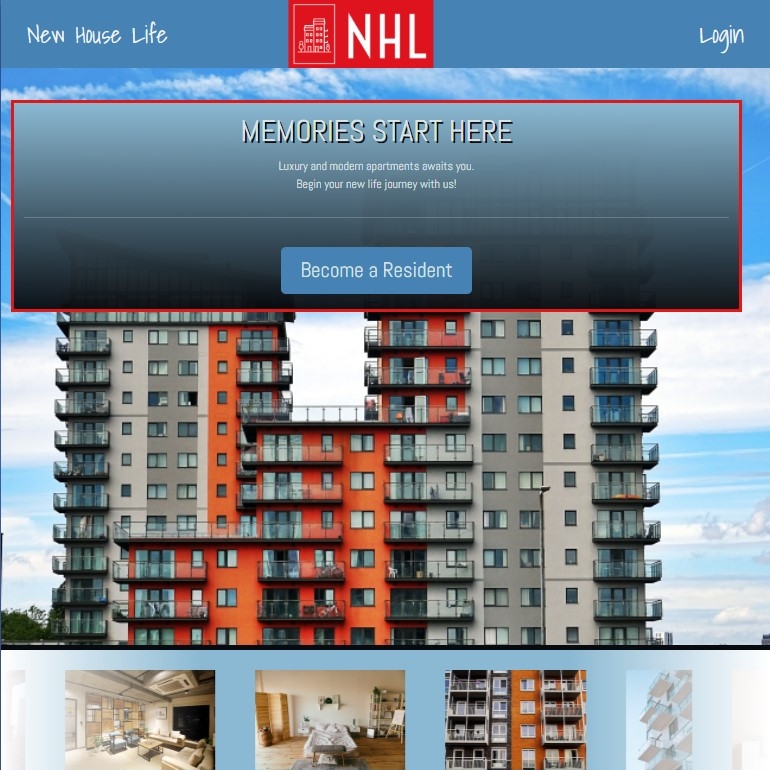 New House Life
NHL
Login
MEMORIES START HERE
Luxury and modern apartments awaits you.
Begin your new life journey with us!
Become a Resident